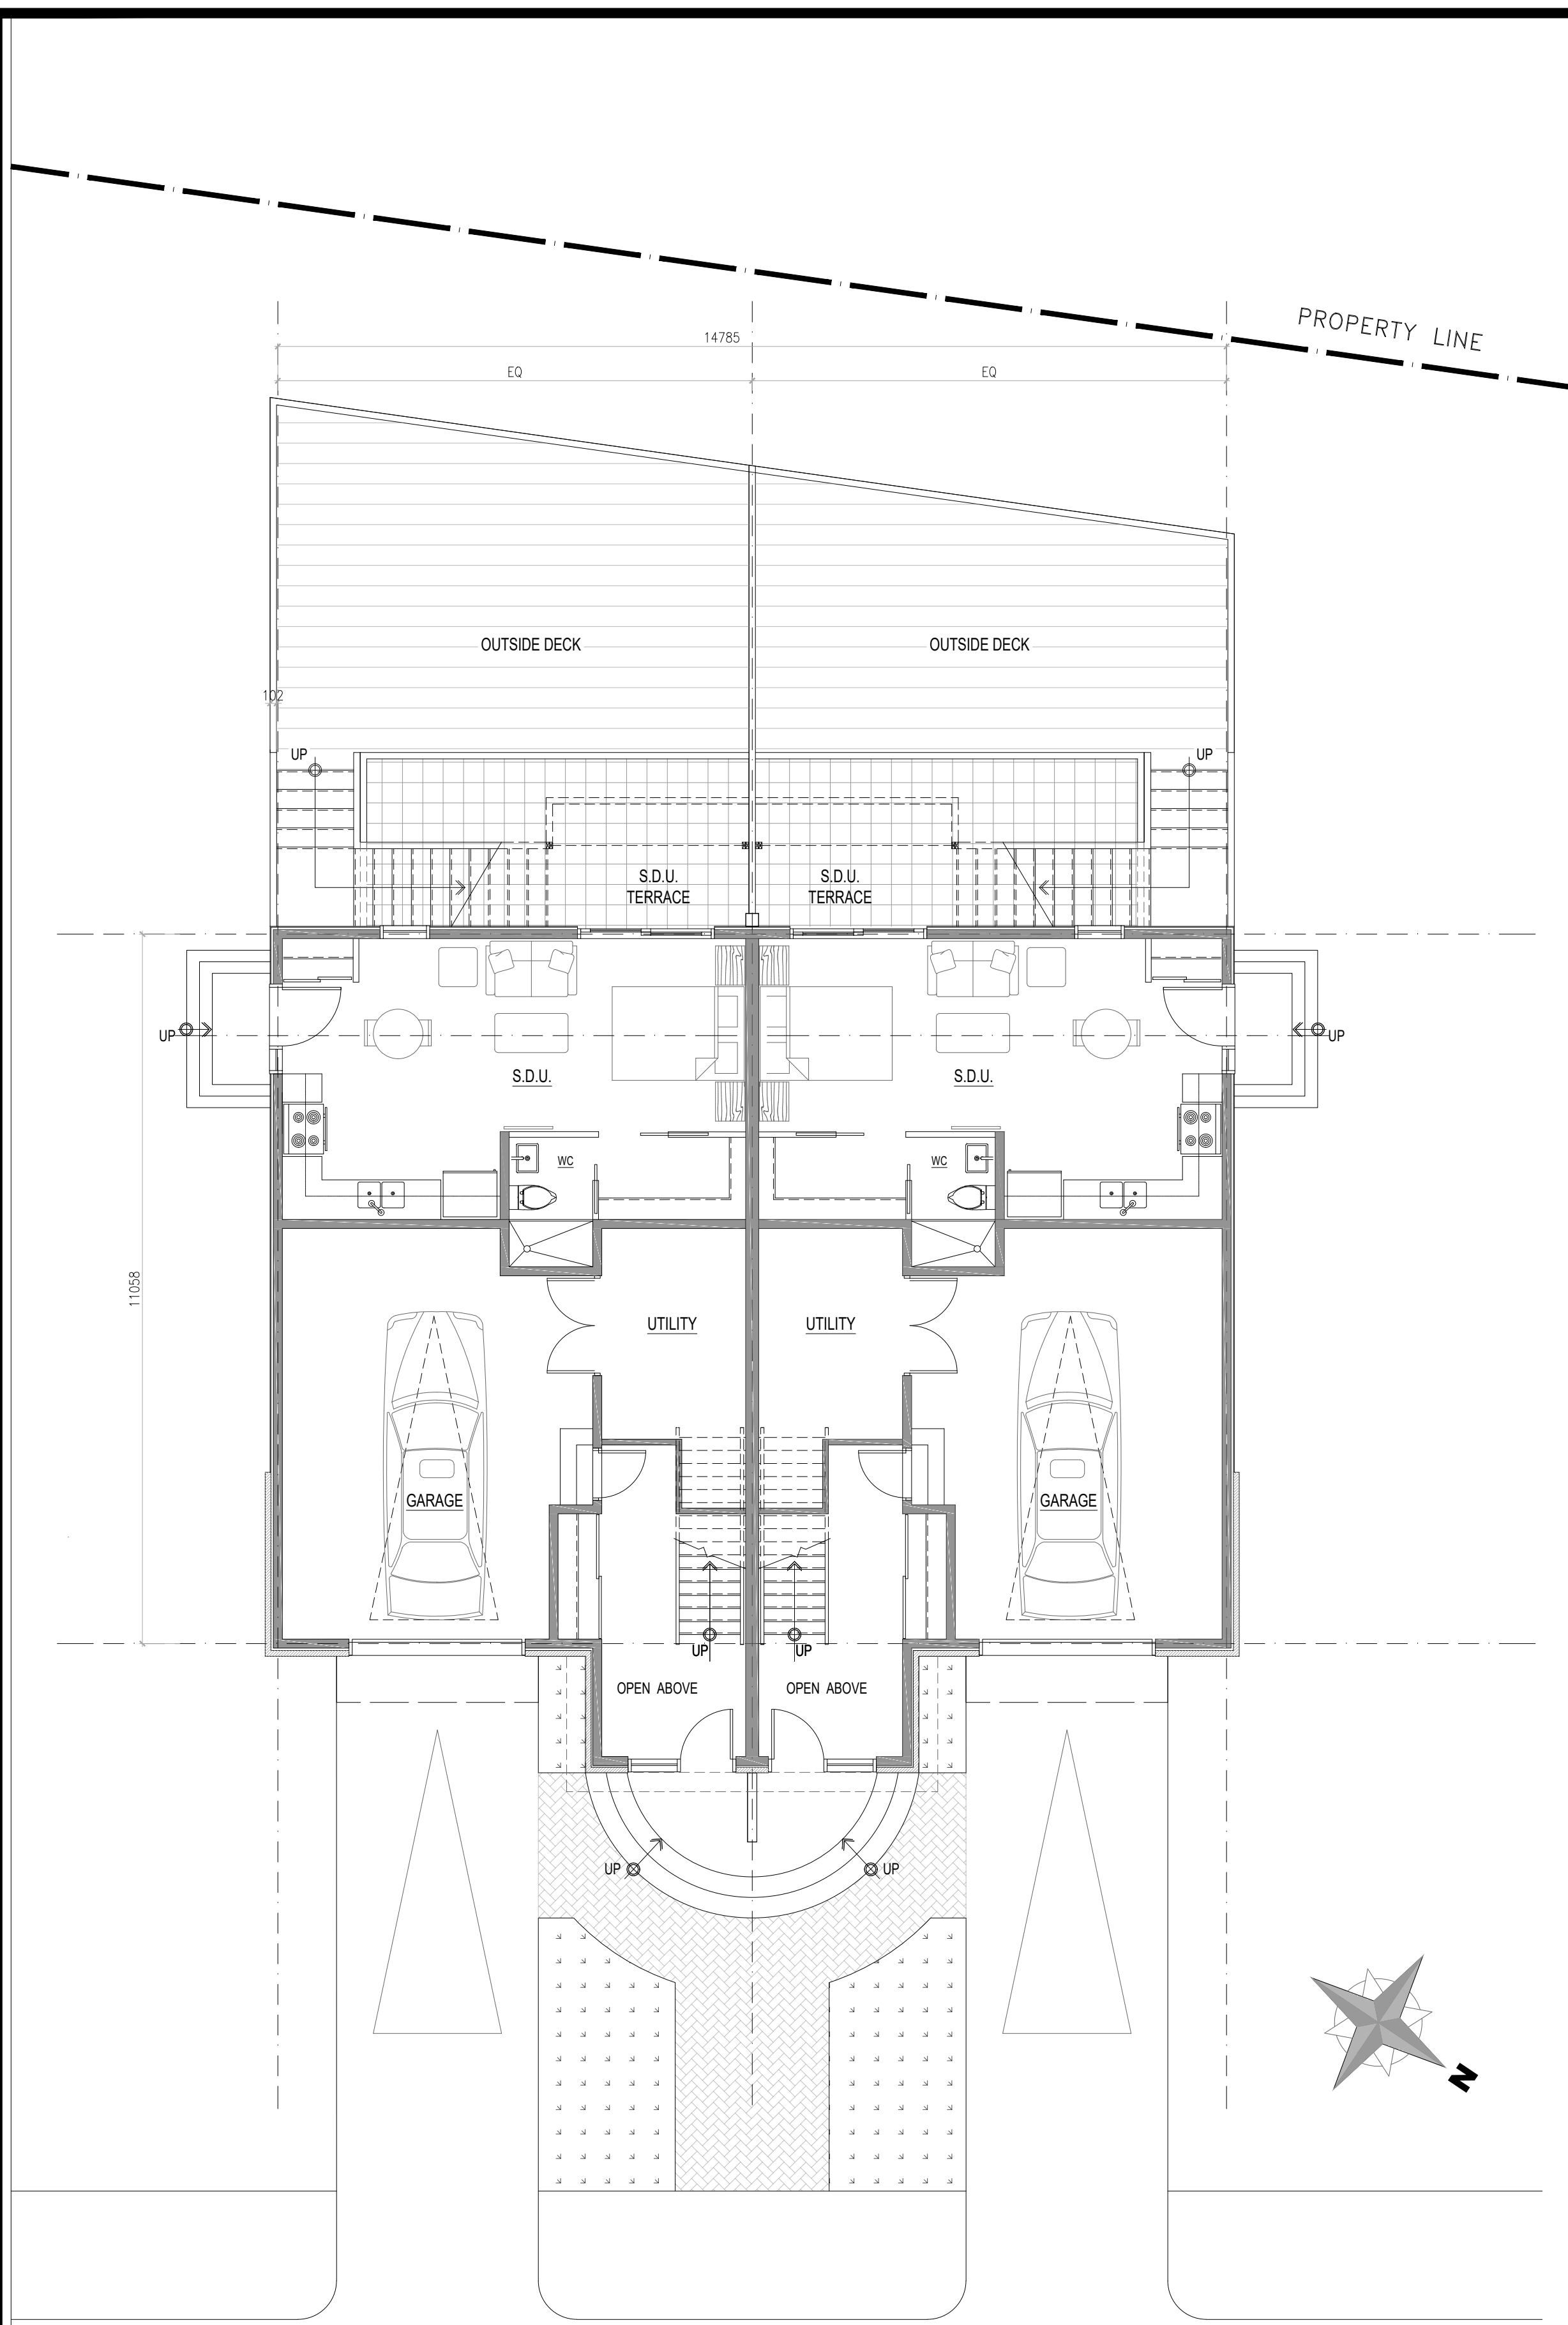 PROPERTY LINE
14785
EQ
EQ
OUTSIDE DECK
OUTSIDE DECK
102
UP
UP
S.D.U.
TERRACE
S.D.U.
TERRACE
UP
UP
S.D.U.
S.D.U.
WC
WC
11058
UTILITY
UTILITY
GARAGE
GARAGE
UP
UP
OPEN ABOVE
OPEN ABOVE
UP
UP
N